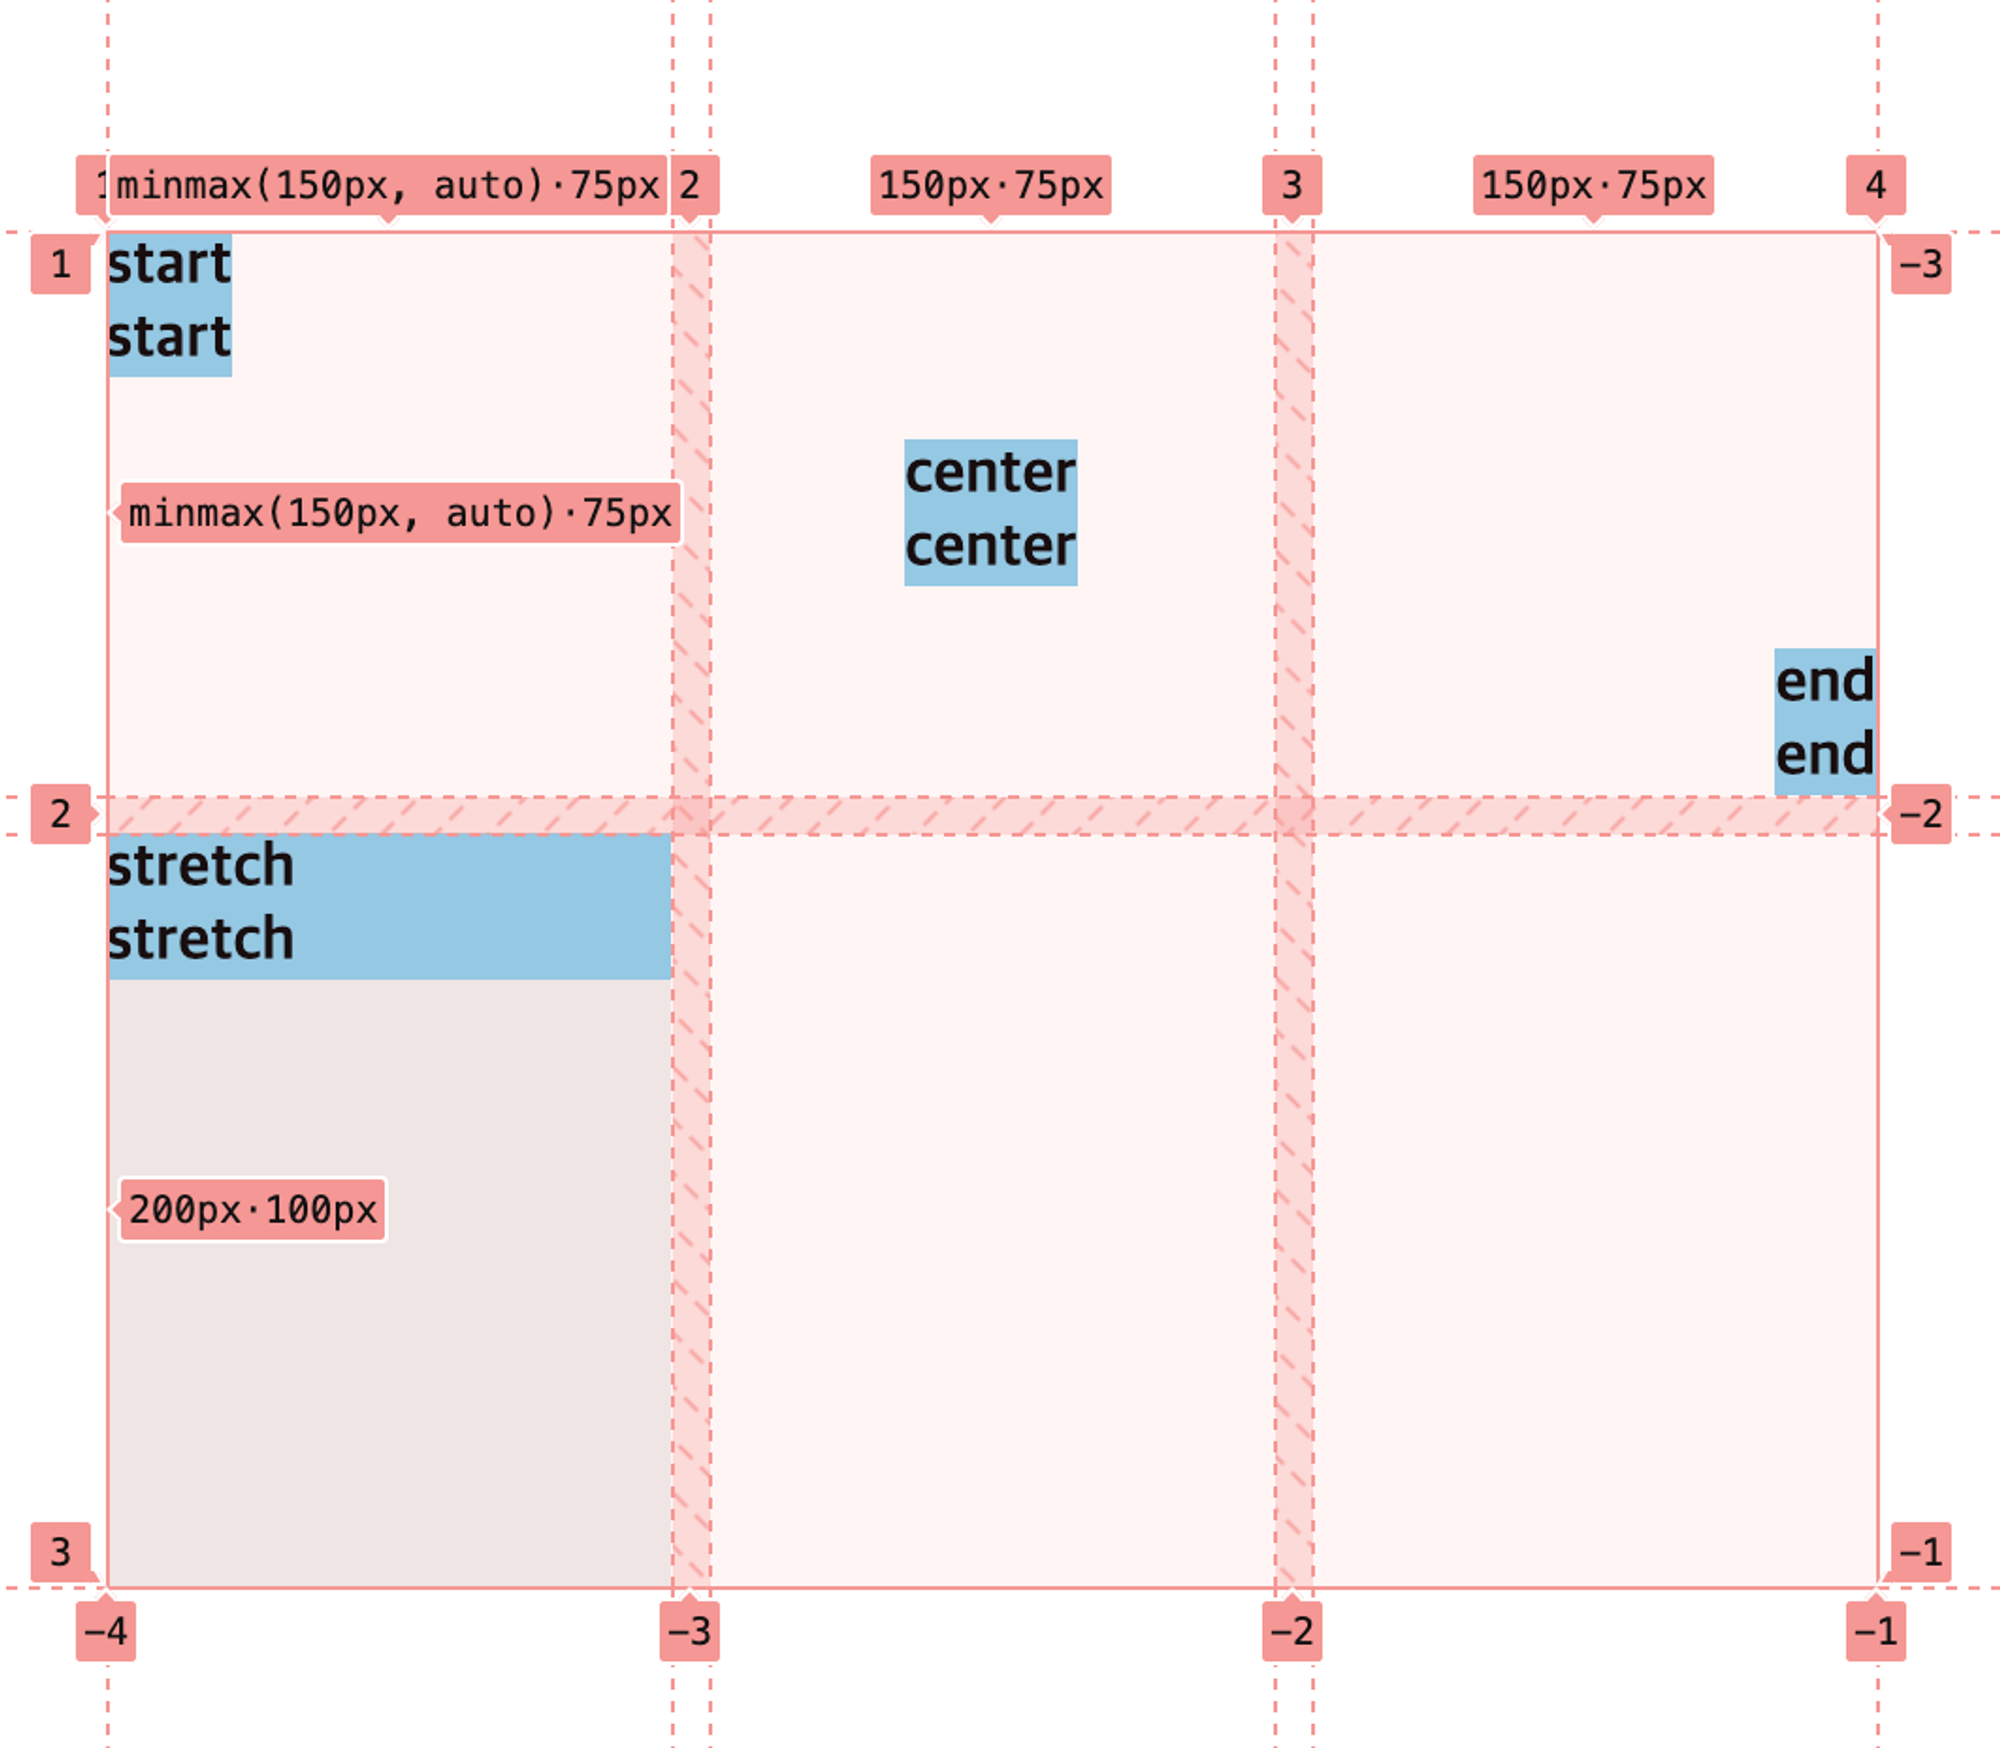 1 minmax(150px, auto)·75px 2 150px·75px 3 150px·75px 4
1 −3
start
start
center
center
minmax(150px, auto)·75px
end
end
2 −2
stretch
stretch
200px·100px
3 −1
−4 −3 −2 −1